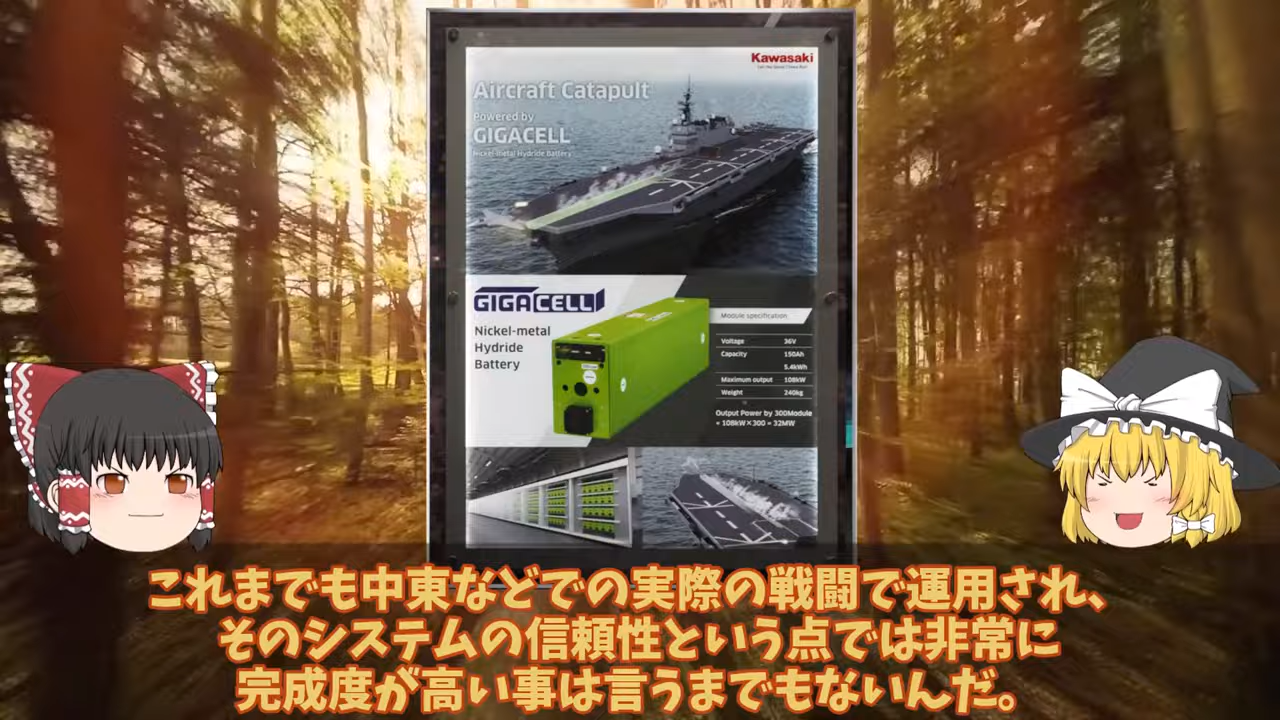 Kawasaki
Aircraft Catapult
Powered by
GIGACELL
Nickel-metal Hydride Battery
GIGACELL
Nickel-metal
Hydride
Battery
Module specification
Voltage 36V
Capacity 150Ah
5.4kWh
Maximum output 108kW
Weight 240kg
Output Power by 300Module
= 108kW×300 = 32MW
これまでも中東などでの実際の戦闘で運用され、
そのシステムの信頼性という点では非常に
完成度が高い事は言うまでもないんだ。